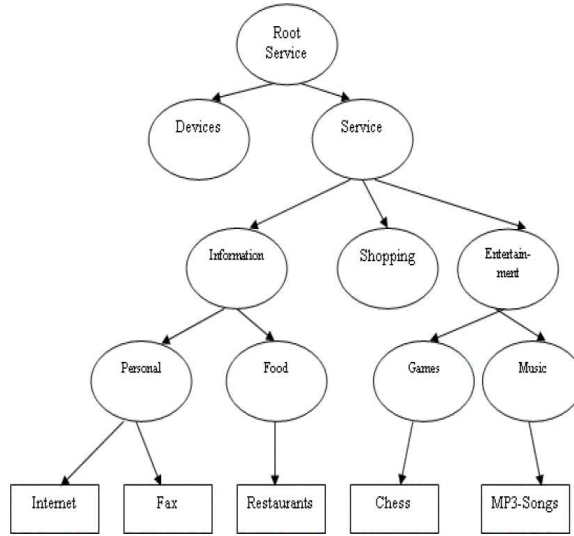 Root
Service
Devices
Service
Information
Shopping
Entertain-
ment
Personal
Food
Games
Music
Internet
Fax
Restaurants
Chess
MP3-Songs